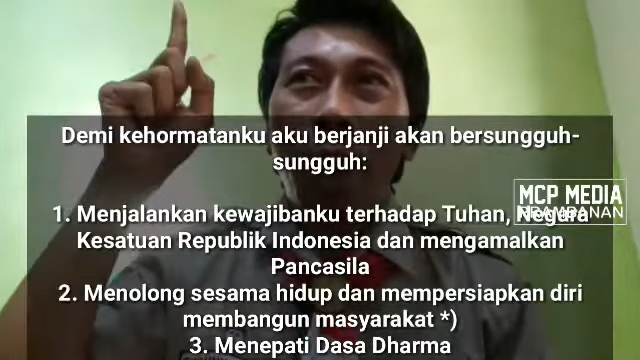 Demi kehormatanku aku berjanji akan bersungguh-
sungguh:
1. Menjalankan kewajibanku terhadap Tuhan, Negara
Kesatuan Republik Indonesia dan mengamalkan
Pancasila
2. Menolong sesama hidup dan mempersiapkan diri
membangun masyarakat *)
3. Menepati Dasa Dharma
MCP MEDIA
PRAMBANAN